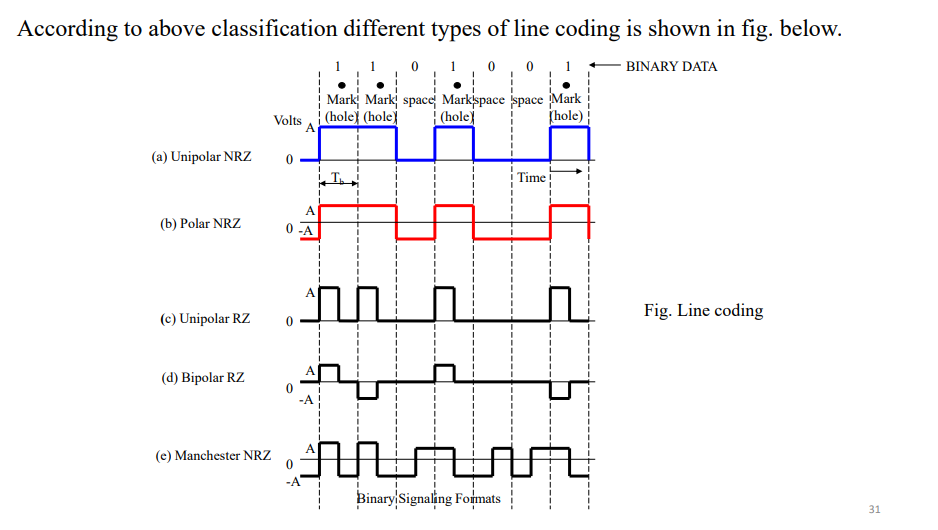 According to above classification different types of line coding is shown in fig. below.
1 1 0 1 0 0 1 BINARY DATA
Mark Mark space Mark space space Mark
Volts (hole) (hole) (hole) (hole)
A
(a) Unipolar NRZ 0
T_b Time
A
(b) Polar NRZ 0 -A
A
(c) Unipolar RZ 0
Fig. Line coding
A
(d) Bipolar RZ 0
-A
A
(e) Manchester NRZ 0
-A
Binary Signaling Formats
31